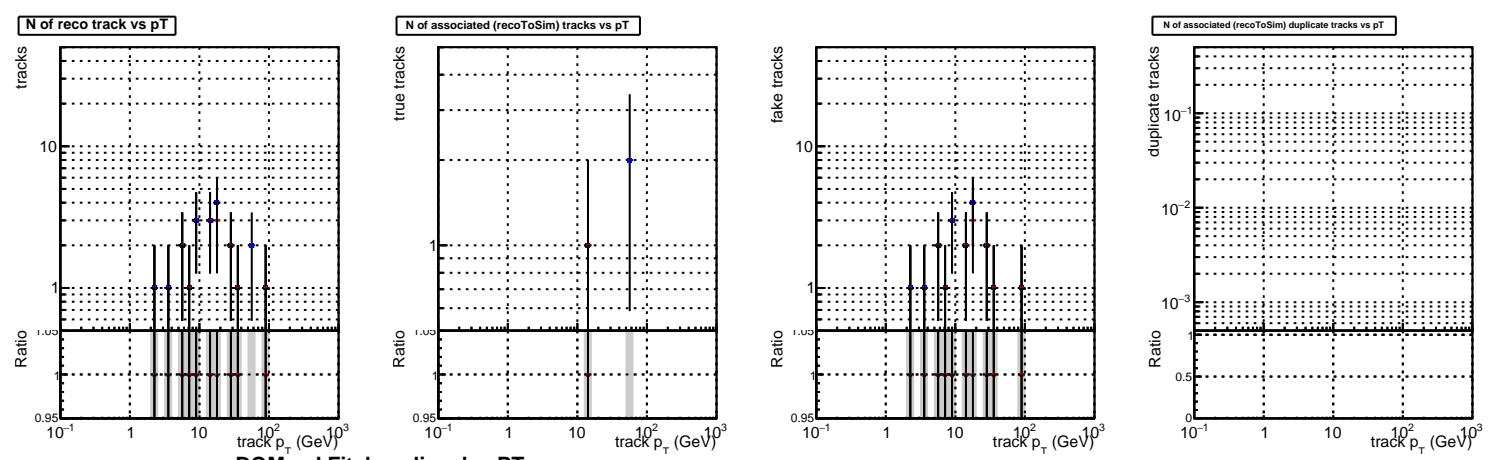 N of reco track vs pT
tracks
10
1
Ratio
1.05
1
0.95
10⁻¹ 1 10 10² 10³
track p_T (GeV)
N of associated (recoToSim) tracks vs pT
true tracks
1
Ratio
1.05
1
0.95
10⁻¹ 1 10 10² 10³
track p_T (GeV)
fake tracks
10
1
Ratio
1.05
1
0.95
10⁻¹ 1 10 10² 10³
track p_T (GeV)
N of associated (recoToSim) duplicate tracks vs pT
duplicate tracks
10⁻¹
10⁻²
10⁻³
Ratio
1
0.5
0
10⁻¹ 1 10 10² 10³
track p_T (GeV)